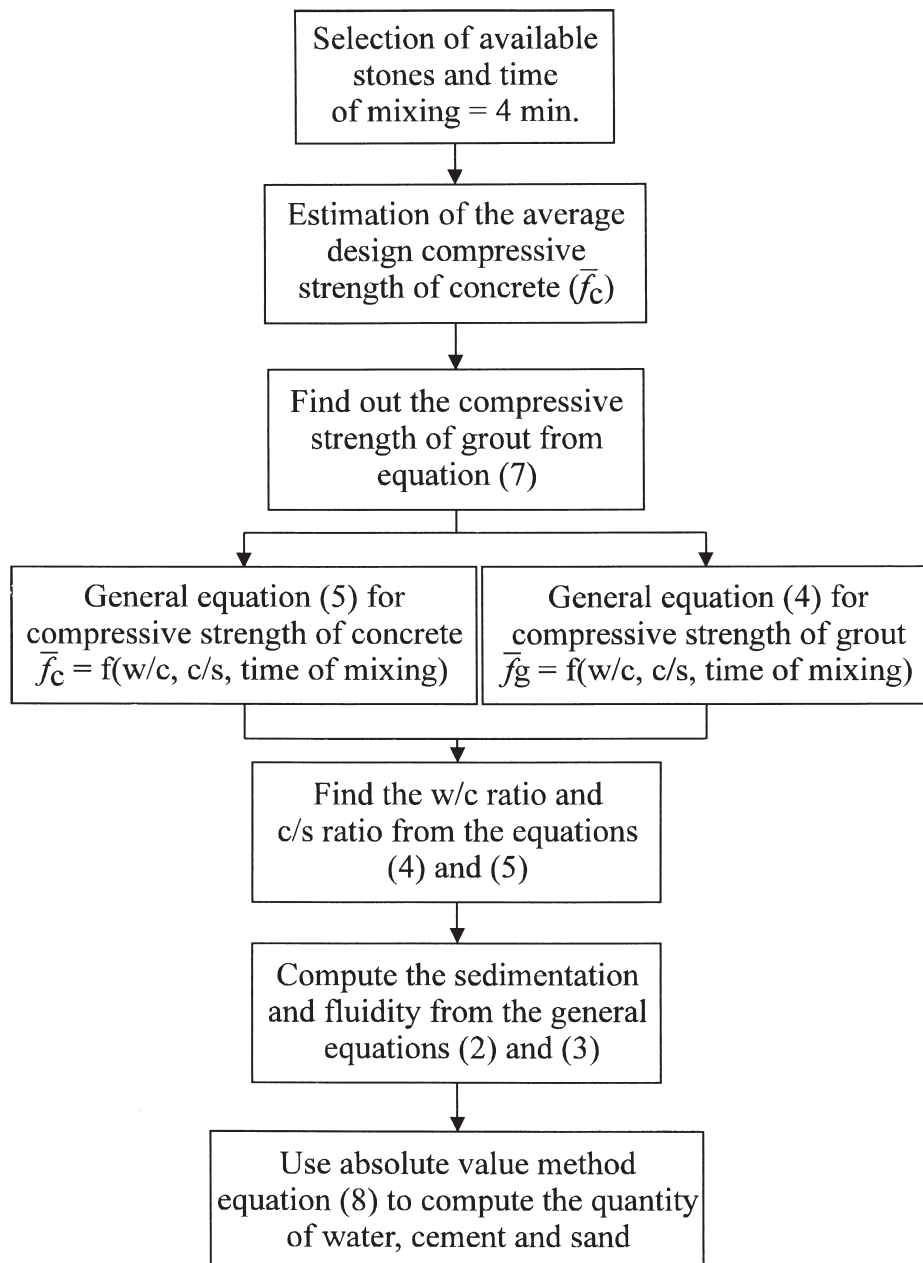 Selection of available
stones and time
of mixing = 4 min.
Estimation of the average
design compressive
strength of concrete (f̅c)
Find out the compressive
strength of grout from
equation (7)
General equation (5) for
compressive strength of concrete
f̅c = f(w/c, c/s, time of mixing)
General equation (4) for
compressive strength of grout
f̅g = f(w/c, c/s, time of mixing)
Find the w/c ratio and
c/s ratio from the equations
(4) and (5)
Compute the sedimentation
and fluidity from the general
equations (2) and (3)
Use absolute value method
equation (8) to compute the quantity
of water, cement and sand